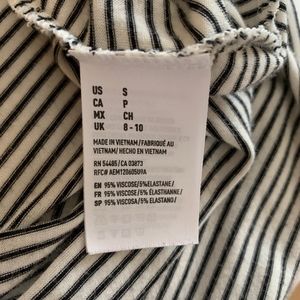 US S
CA P
MX CH
UK 8 - 10
MADE IN VIETNAM/FABRIQUÉ AU
VIETNAM/ HECHO EN VIETNAM
RN 54485/CA 03873
RFC# AEM120605U9A
EN 95% VISCOSE/5%ELASTANE/
FR 95% VISCOSE/5% ÉLASTHANNE/
SP 95% VISCOSA/5% ELASTANO/